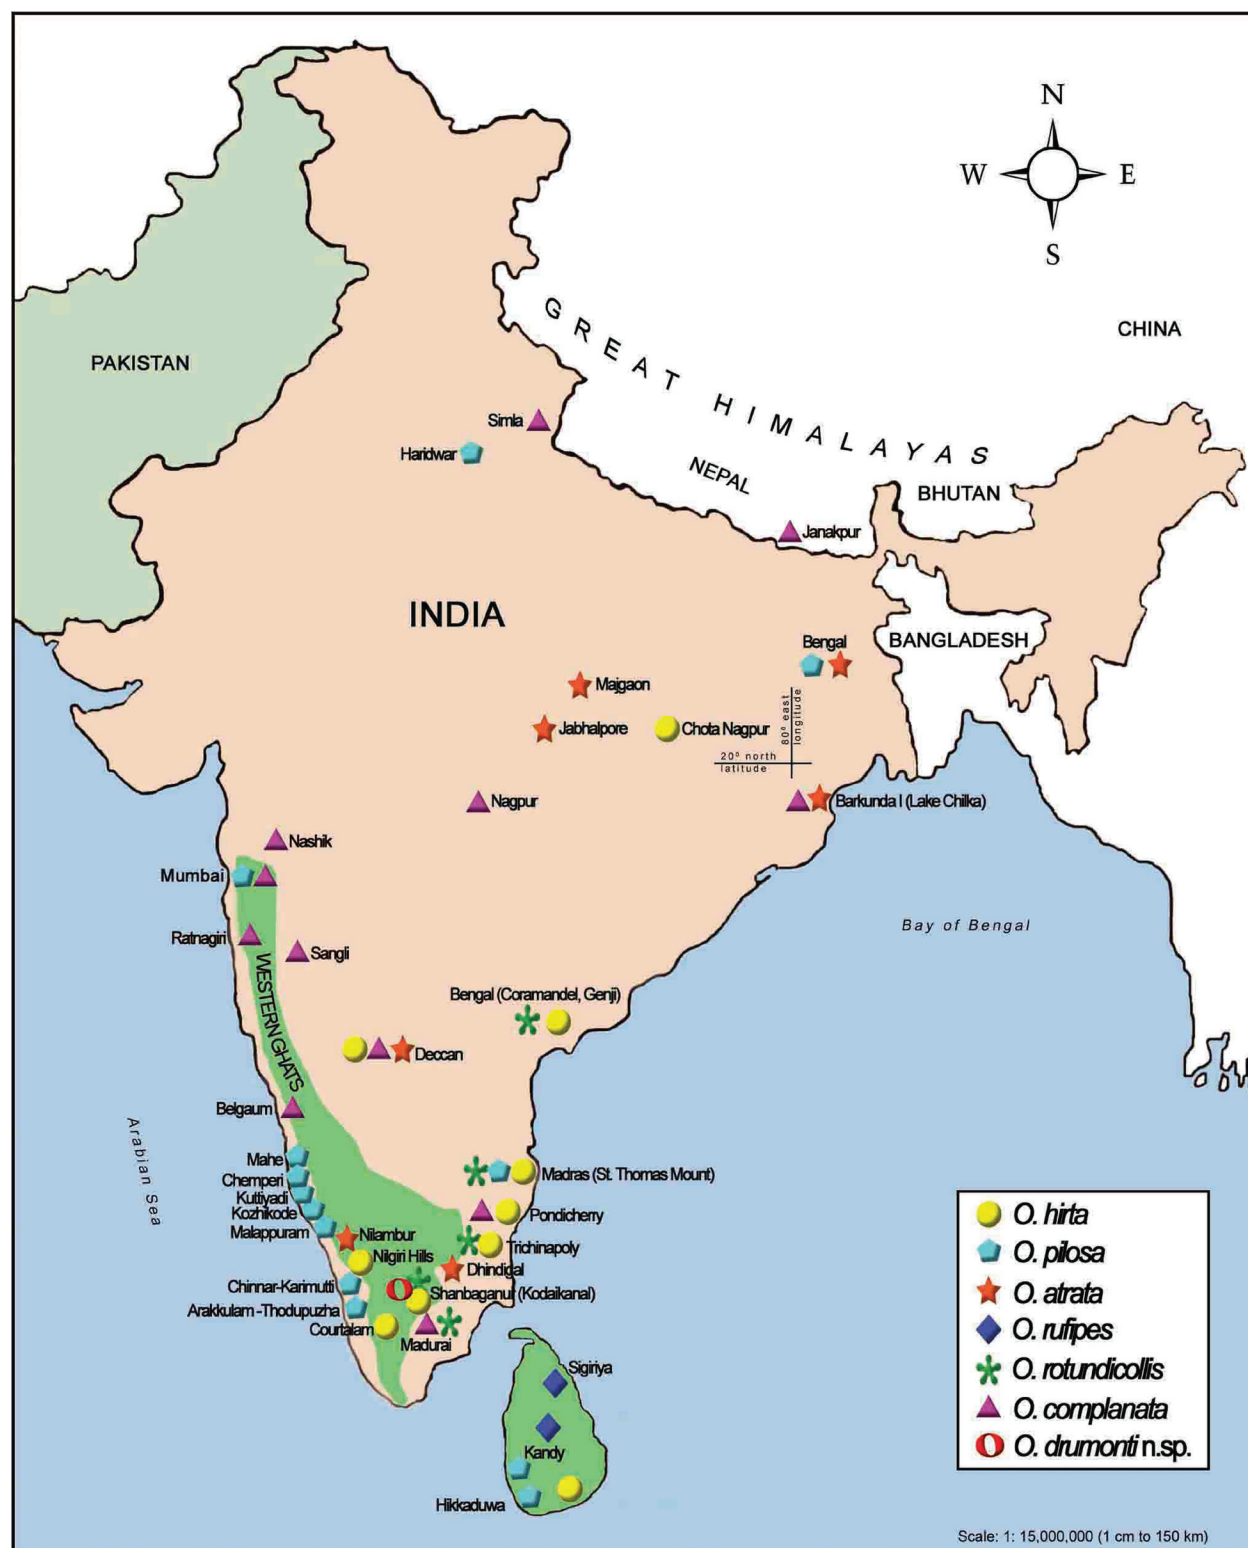 N
W E
S
GREAT HIMALAYAS
CHINA
PAKISTAN
Simla
Haridwar
NEPAL
BHUTAN
Janakpur
INDIA
BANGLADESH
Bengal
Majgaon
80º east
longitude
Jabhalpore
Chota Nagpur
20º north
latitude
Nagpur
Barkunda I (Lake Chilka)
Nashik
Mumbai
Bay of Bengal
Ratnagiri
Sangli
WESTERN GHATS
Bengal (Coramandel, Genji)
Deccan
Belgaum
Arabian Sea
Mahe
Madras (St. Thomas Mount)
Chemperi
Kuttiyadi
Kozhikode
Pondicherry
Malappuram
Nilambur
Trichinapoly
Nilgiri Hills
Dhindigal
Chinnar-Karimutti
O
Shanbaganur (Kodaikanal)
Arakkulam -Thodupuzha
Courtalam
Madurai
Sigiriya
Kandy
Hikkaduwa
O. hirta
O. pilosa
O. atrata
O. rufipes
O. rotundicollis
O. complanata
O O. drumonti n.sp.
Scale: 1: 15,000,000 (1 cm to 150 km)